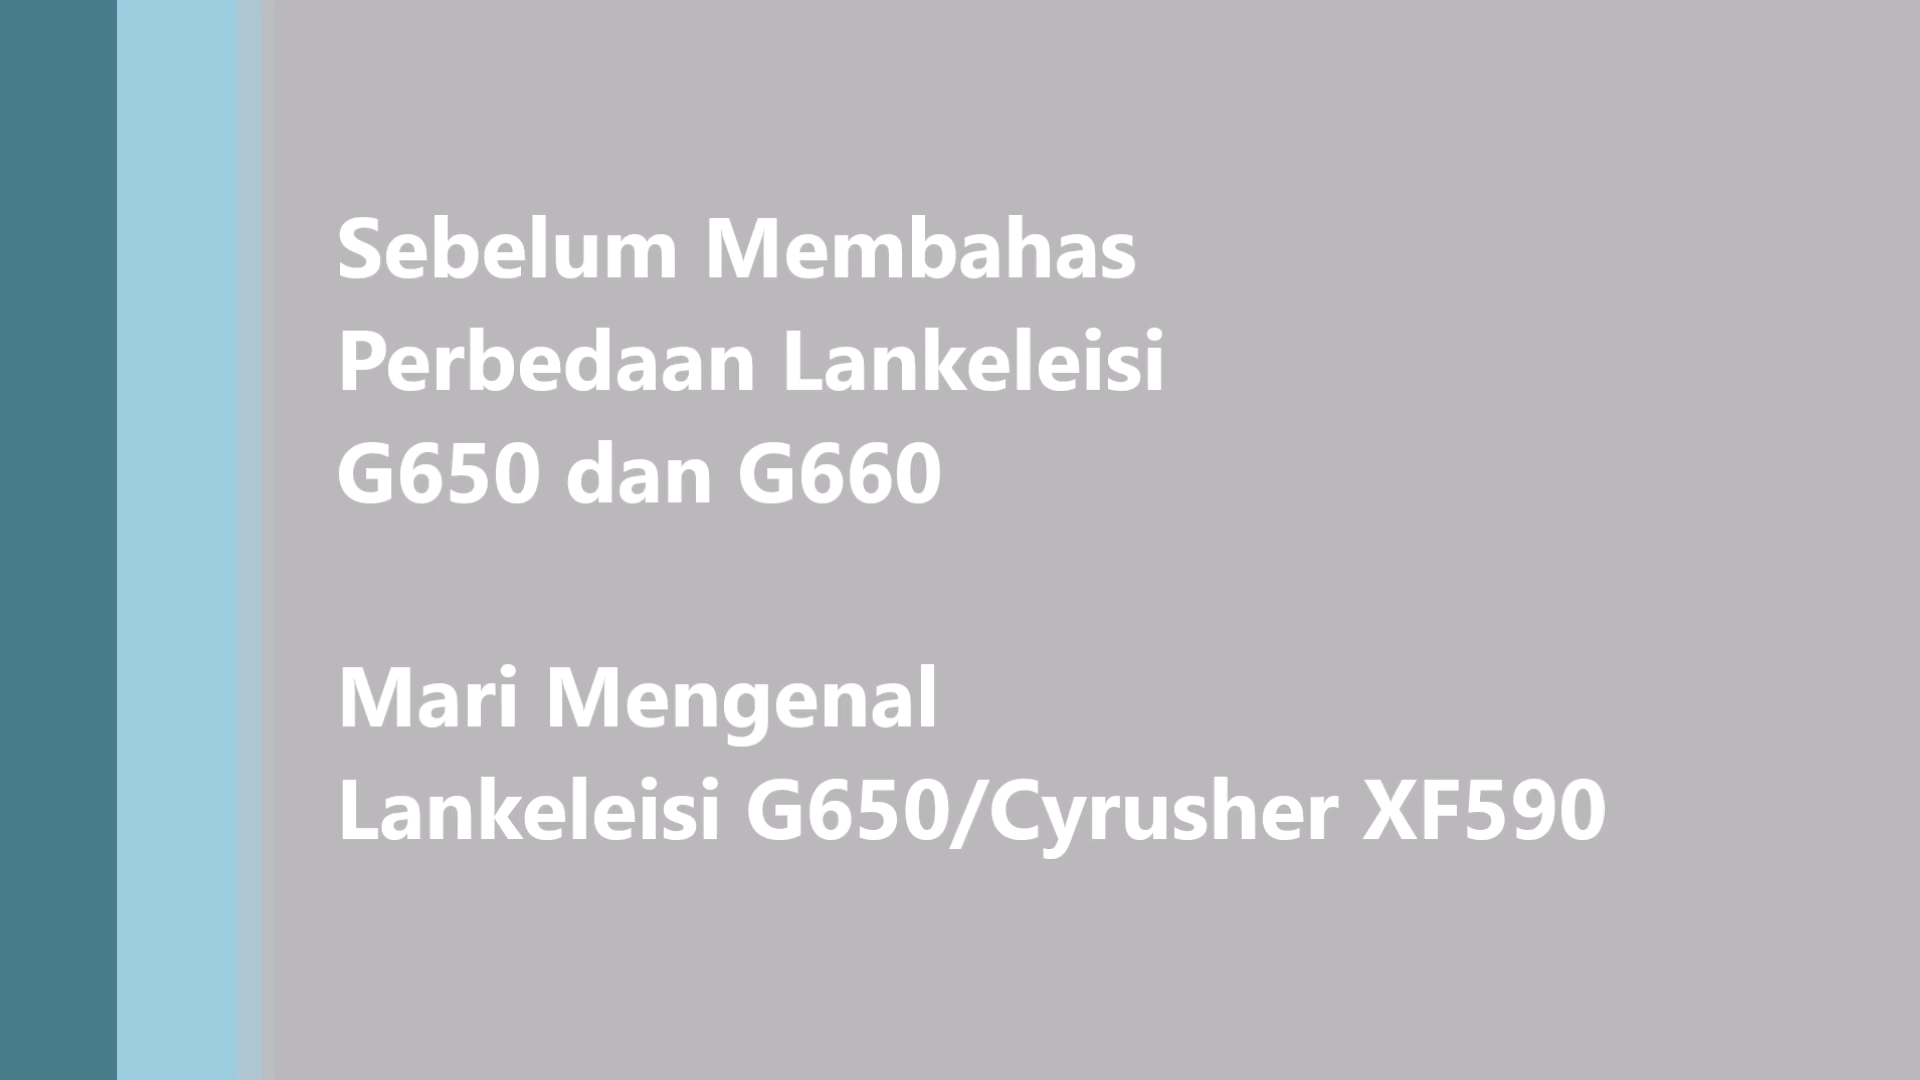 Sebelum Membahas
Perbedaan Lankeleisi
G650 dan G660
Mari Mengenal
Lankeleisi G650/Cyrusher XF590